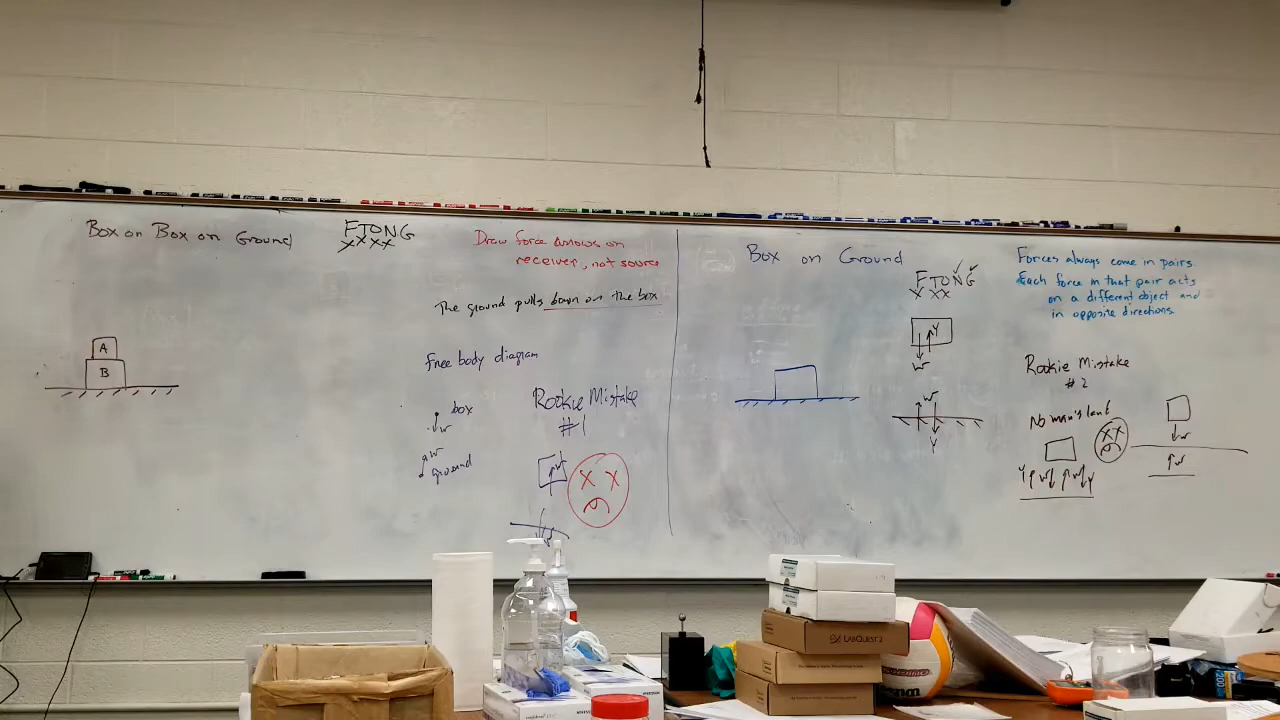 Box on Box on Ground
FTONG
XXXX
Draw force arrows on
receiver, not source
The ground pulls down on the box
A
B
Free body diagram
box
w
w
ground
Rookie Mistake
#1
w
Box on Ground
FTONG
X XX
Y
w
w
Y
Forces always come in pairs.
Each force in that pair acts
on a different object and
in opposite directions.
Rookie Mistake
#2
No man's land
Y w w Y
w
w
LABQUEST 2